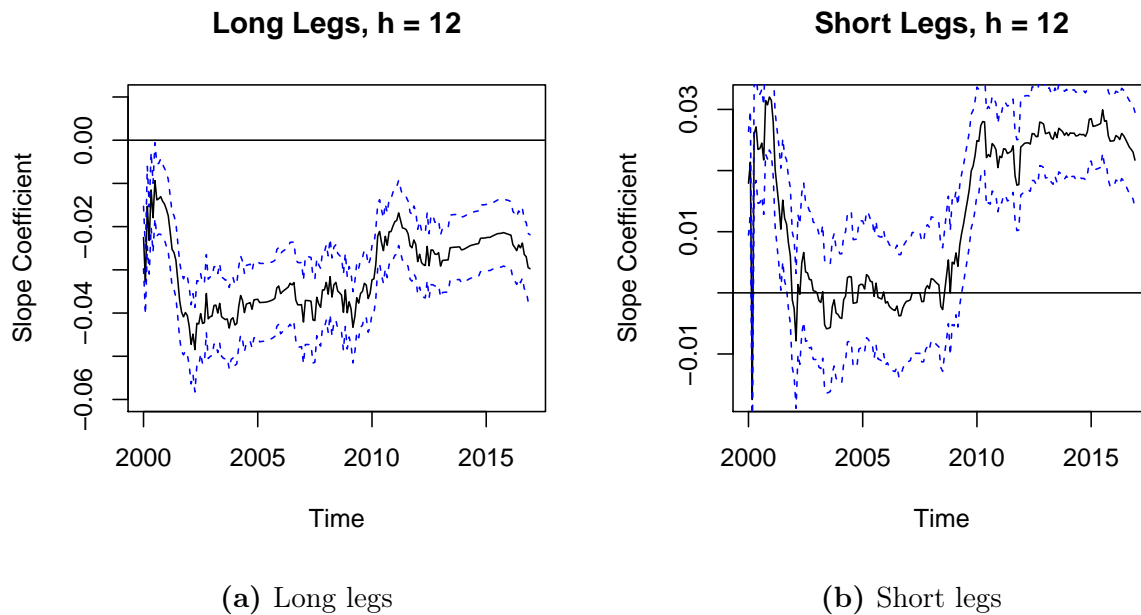 Long Legs, h = 12
Slope Coefficient
0.00
−0.02
−0.04
−0.06
2000 2005 2010 2015
Time
(a) Long legs
Short Legs, h = 12
Slope Coefficient
0.03
0.01
−0.01
2000 2005 2010 2015
Time
(b) Short legs